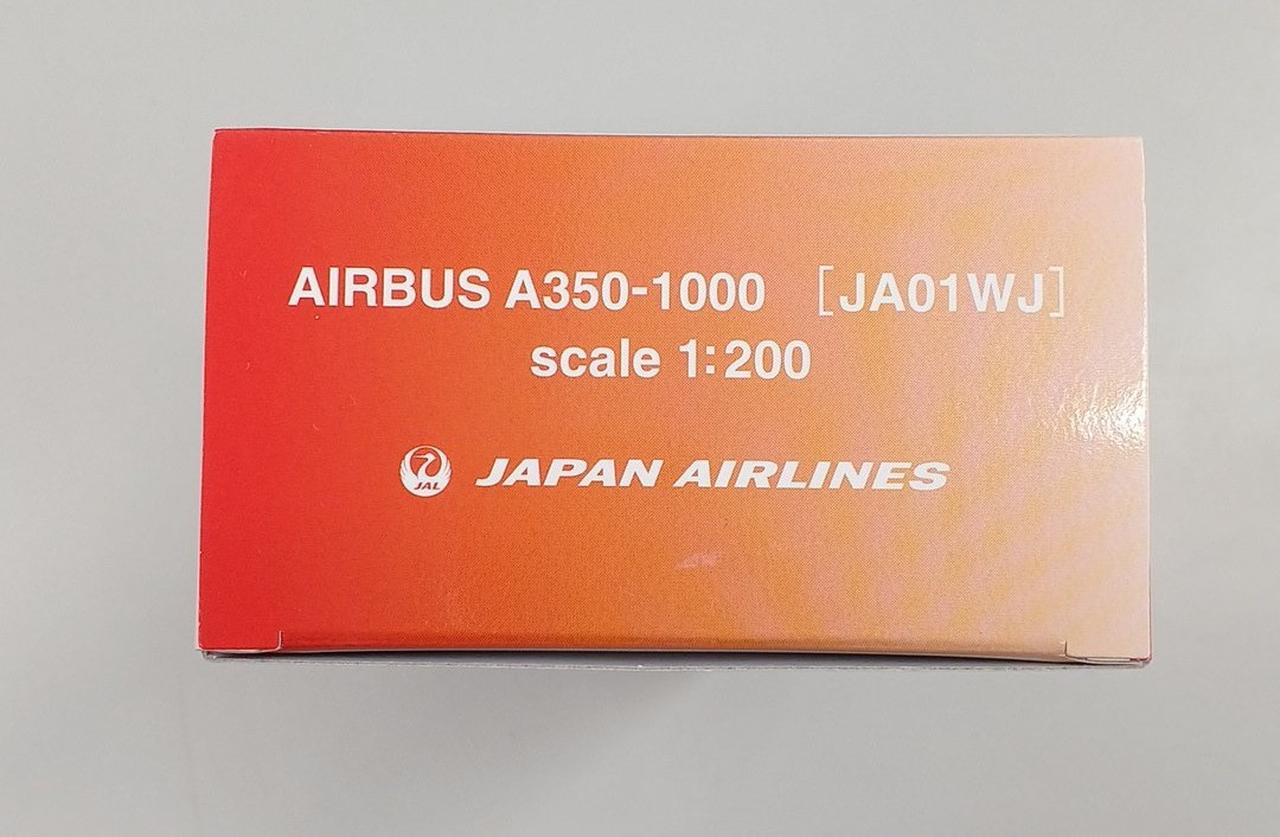 AIRBUS A350-1000 [JA01WJ]
scale 1:200
JAL JAPAN AIRLINES